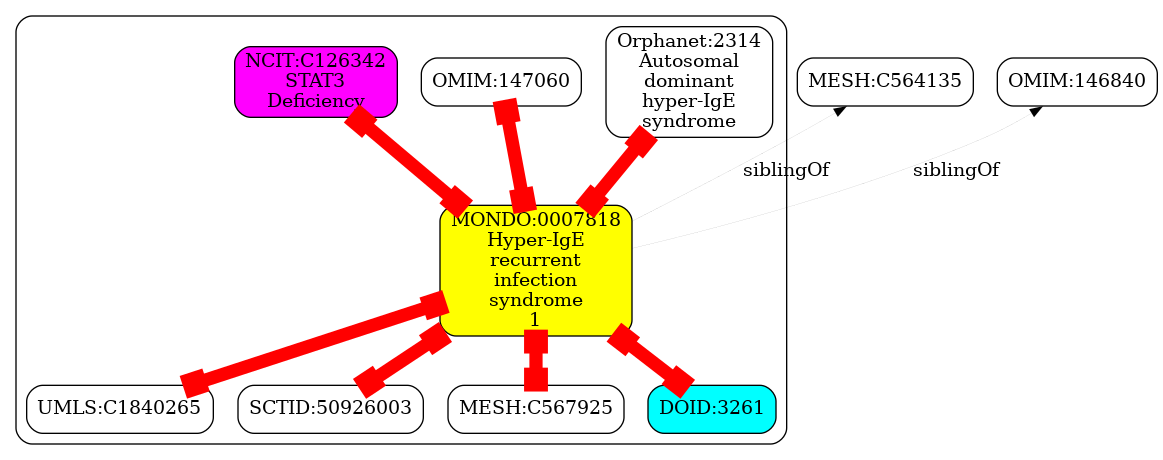 NCIT:C126342
STAT3
Deficiency
OMIM:147060
Orphanet:2314
Autosomal
dominant
hyper-IgE
syndrome
MESH:C564135
OMIM:146840
siblingOf
siblingOf
MONDO:0007818
Hyper-IgE
recurrent
infection
syndrome
1
UMLS:C1840265
SCTID:50926003
MESH:C567925
DOID:3261